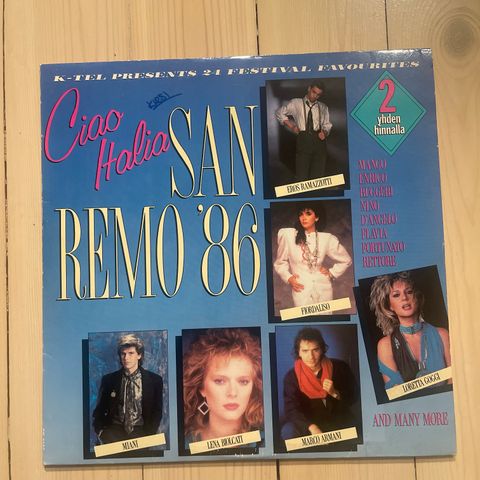 K-TEL PRESENTS 24 FESTIVAL FAVOURITES
Ciao
Italia
SAN
REMO '86
2
yhden
hinnalla
EROS RAMAZZOTTI
MANGO
ENRICO
RUGGERI
NINO
D'ANGELO
FLAVIA
FORTUNATO
RETTORE
FIORDALISO
LORETTA GOGGI
MIANI
LENA BIOLCATI
MARCO ARMANI
AND MANY MORE